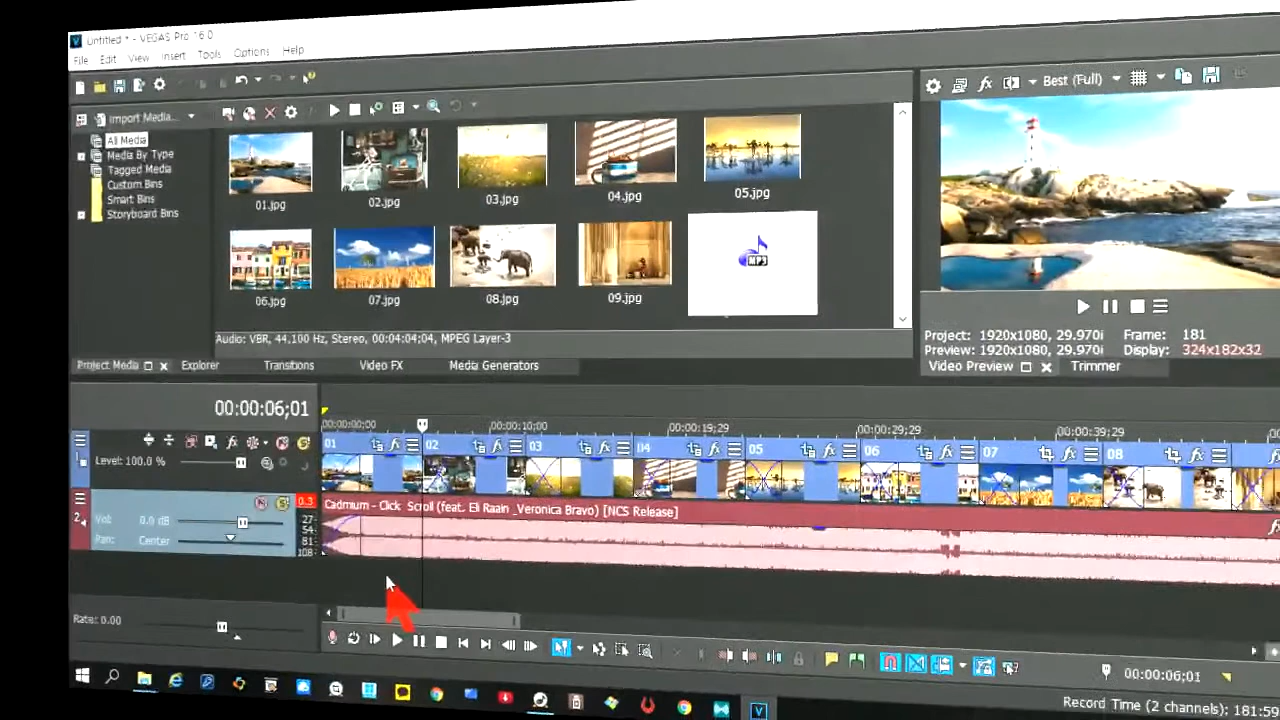 Untitled * - VEGAS Pro 16.0
File Edit View Insert Tools Options Help
Import Media...
Best (Full)
All Media
Media By Type
Tagged Media
Custom Bins
Smart Bins
Storyboard Bins
01.jpg 02.jpg 03.jpg 04.jpg 05.jpg
06.jpg 07.jpg 08.jpg 09.jpg
MP3
Audio: VBR, 44,100 Hz, Stereo, 00:04:04;04, MPEG Layer-3
Project: 1920x1080, 29.970i Frame: 181
Preview: 1920x1080, 29.970i Display: 324x182x32
Project Media Explorer Transitions Video FX Media Generators
Video Preview Trimmer
00:00:06;01
00:00:00;00 00:00:10;00 00:00:19;29 00:00:29;29 00:00:39;29
01 02 03 04 05 06 07 08
Level: 100.0 %
2
0.3
Cadmium - Click Scroll (feat. Eli Raain _Veronica Bravo) [NCS Release]
Vol: 0.0 dB
Pan: Center
27-
54-
81-
108-
Rate: 0.00
00:00:06;01
Record Time (2 channels): 181:59